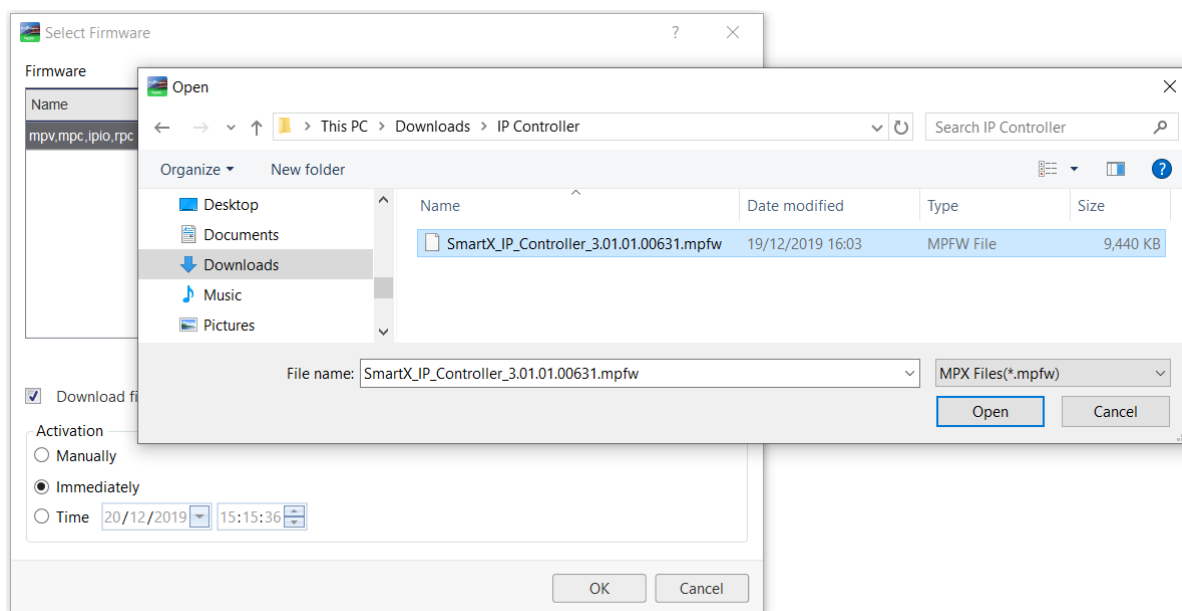 Select Firmware
?
Firmware
Name
mpv,mpc,ipio,rpc
Open
This PC > Downloads > IP Controller
Search IP Controller
Organize
New folder
?
Desktop
Documents
Downloads
Music
Pictures
Name
Date modified
Type
Size
SmartX_IP_Controller_3.01.01.00631.mpfw
19/12/2019 16:03
MPFW File
9,440 KB
File name:
SmartX_IP_Controller_3.01.01.00631.mpfw
MPX Files(*.mpfw)
Open
Cancel
Download fi
Activation
Manually
Immediately
Time
20/12/2019
15:15:36
OK
Cancel